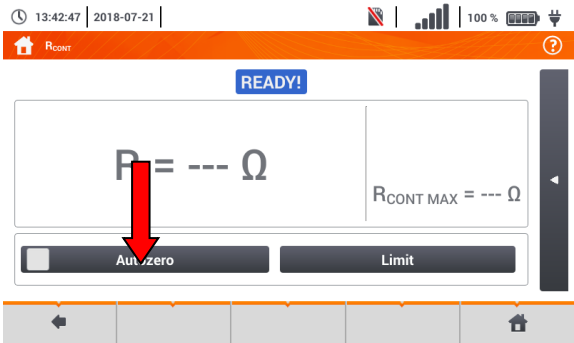 13:42:47 2018-07-21 100 %
RCONT ?
READY!
R = --- Ω
RCONT MAX = --- Ω
Autozero Limit